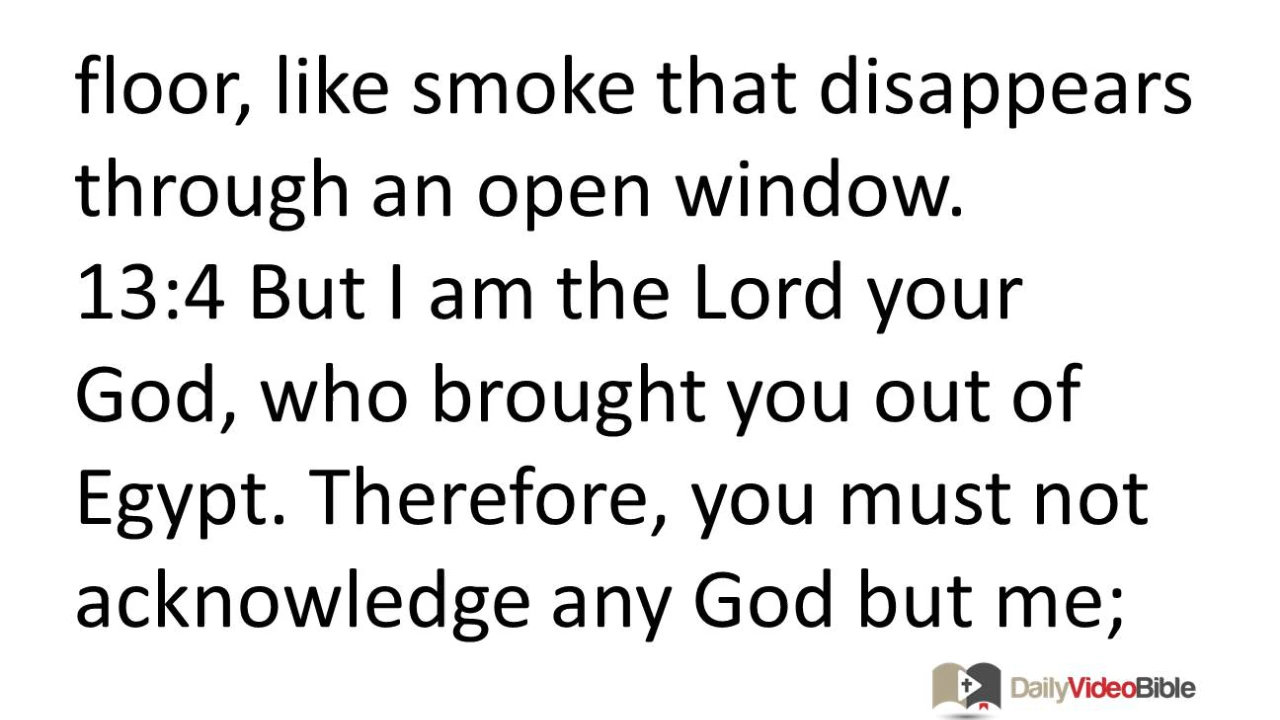 floor, like smoke that disappears
through an open window.
13:4 But I am the Lord your
God, who brought you out of
Egypt. Therefore, you must not
acknowledge any God but me;
DailyVideoBible